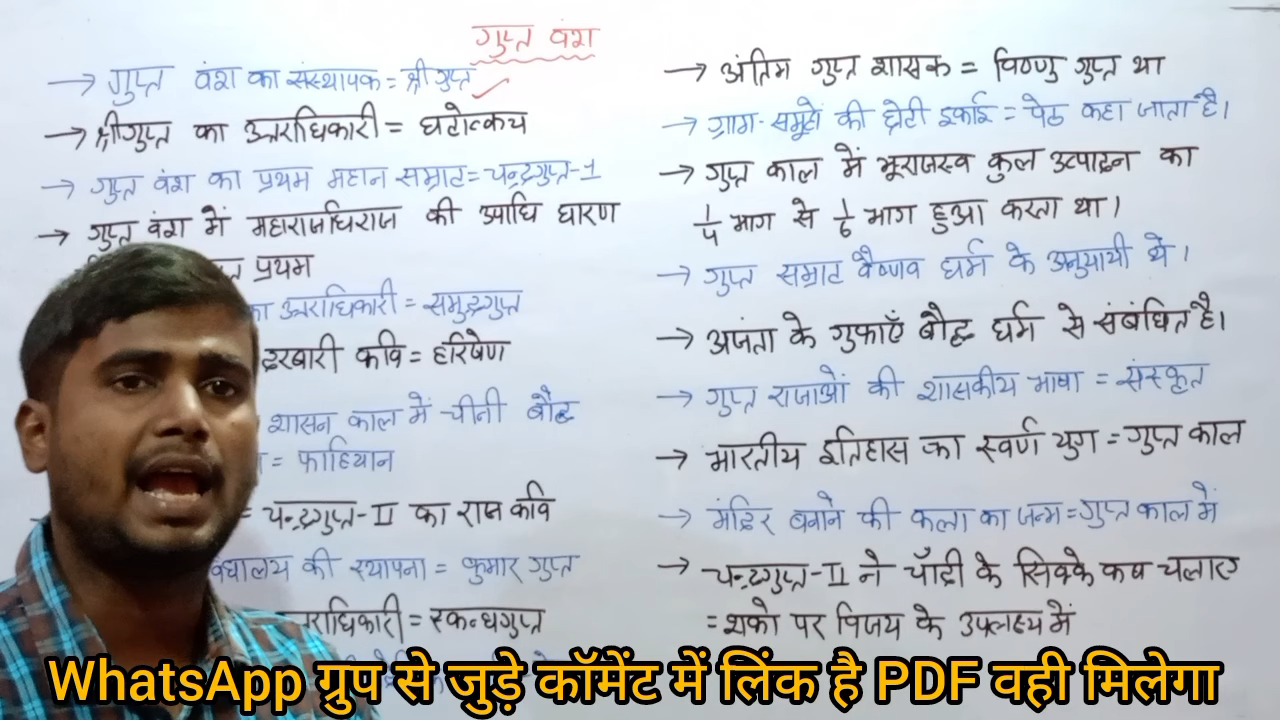 गुप्त वंश
→ गुप्त वंश का संस्थापक = श्री गुप्त ✓
→ श्रीगुप्त का उत्तराधिकारी = घटोत्कच
→ गुप्त वंश का प्रथम महान सम्राट = चन्द्रगुप्त-1
→ गुप्त वंश में महाराजधिराज की उपाधि धारण
प्रथम
का उत्तराधिकारी = समुद्रगुप्त
दरबारी कवि = हरिषेण
शासन काल में चीनी बौद्ध
= फाहियान
= चन्द्रगुप्त-II का राज कवि
की स्थापना = कुमार गुप्त
= स्कन्धगुप्त
→ अंतिम गुप्त शासक = विष्णु गुप्त था
→ ग्राम-समूहों की छोटी इकाई = पेठ कहा जाता है।
→ गुप्त काल में भूराजस्व कुल उत्पादन का
1/4 भाग से 1/6 भाग हुआ करता था।
→ गुप्त सम्राट वैष्णव धर्म के अनुयायी थे।
→ अजंता के गुफाएँ बौद्ध धर्म से संबंधित है।
→ गुप्त राजाओं की शासकीय भाषा = संस्कृत
→ भारतीय इतिहास का स्वर्ण युग = गुप्त काल
→ मंदिर बनाने की कला का जन्म = गुप्त काल में
→ चन्द्रगुप्त-II ने चाँदी के सिक्के कब चलाए
= शको पर विजय के उपलक्ष्य में
WhatsApp ग्रुप से जुड़े कॉमेंट में लिंक है PDF वही मिलेगा